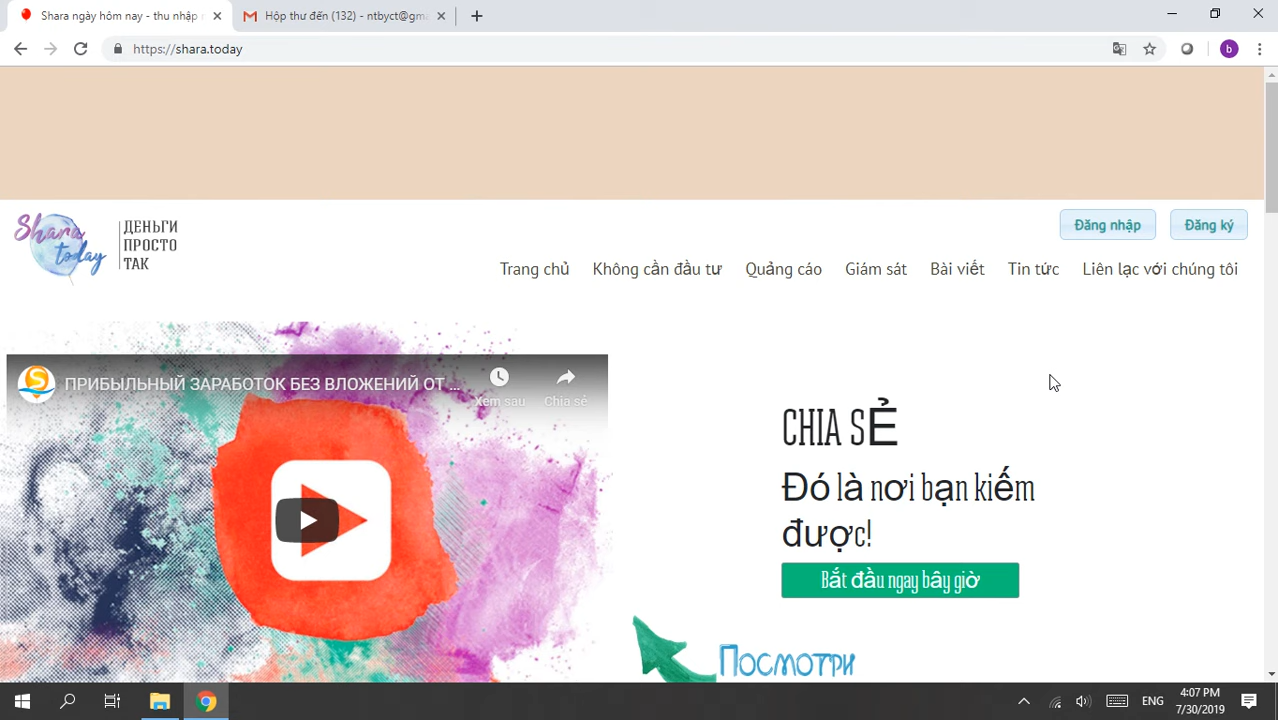 Shara ngày hôm nay - thu nhập
Hộp thư đến (132) - ntbyct@gma
https://shara.today
b
Shara
today
ДЕНЬГИ
ПРОСТО
ТАК
Đăng nhập
Đăng ký
Trang chủ
Không cần đầu tư
Quảng cáo
Giám sát
Bài viết
Tin tức
Liên lạc với chúng tôi
ПРИБЫЛЬНЫЙ ЗАРАБОТОК БЕЗ ВЛОЖЕНИЙ ОТ ...
Xem sau
Chia sẻ
CHIA SẺ
Đó là nơi bạn kiếm
được!
Bắt đầu ngay bây giờ
Посмотри
ENG
4:07 PM
7/30/2019